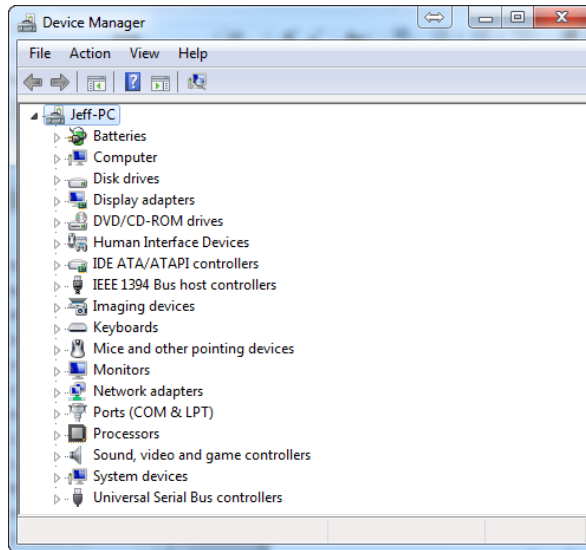 Device Manager
File Action View Help
Jeff-PC
Batteries
Computer
Disk drives
Display adapters
DVD/CD-ROM drives
Human Interface Devices
IDE ATA/ATAPI controllers
IEEE 1394 Bus host controllers
Imaging devices
Keyboards
Mice and other pointing devices
Monitors
Network adapters
Ports (COM & LPT)
Processors
Sound, video and game controllers
System devices
Universal Serial Bus controllers